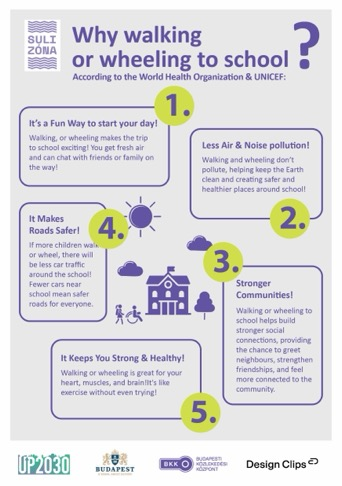 SULI
ZÓNA
Why walking
or wheeling to school ?
According to the World Health Organization & UNICEF:
1.
It's a Fun Way to start your day!
Walking, or wheeling makes the trip
to school exciting! You get fresh air
and can chat with friends or family on
the way!
Less Air & Noise pollution!
Walking and wheeling don't
pollute, helping keep the Earth
clean and creating safer and
healthier places around school!
2.
3.
Stronger
Communities!
Walking or wheeling to
school helps build
stronger social
connections, providing
the chance to greet
neighbours, strengthen
friendships, and feel
more connected to the
community.
4.
It Makes
Roads Safer!
If more children walk
or wheel, there will
be less car traffic
around the school!
Fewer cars near
school mean safer
roads for everyone.
It Keeps You Strong & Healthy!
Walking or wheeling is great for your
heart, muscles, and brain!It's like
exercise without even trying!
5.
UP2030
BUDAPEST
BKK
BUDAPESTI
KÖZLEKEDÉSI
KÖZPONT
Design Clips